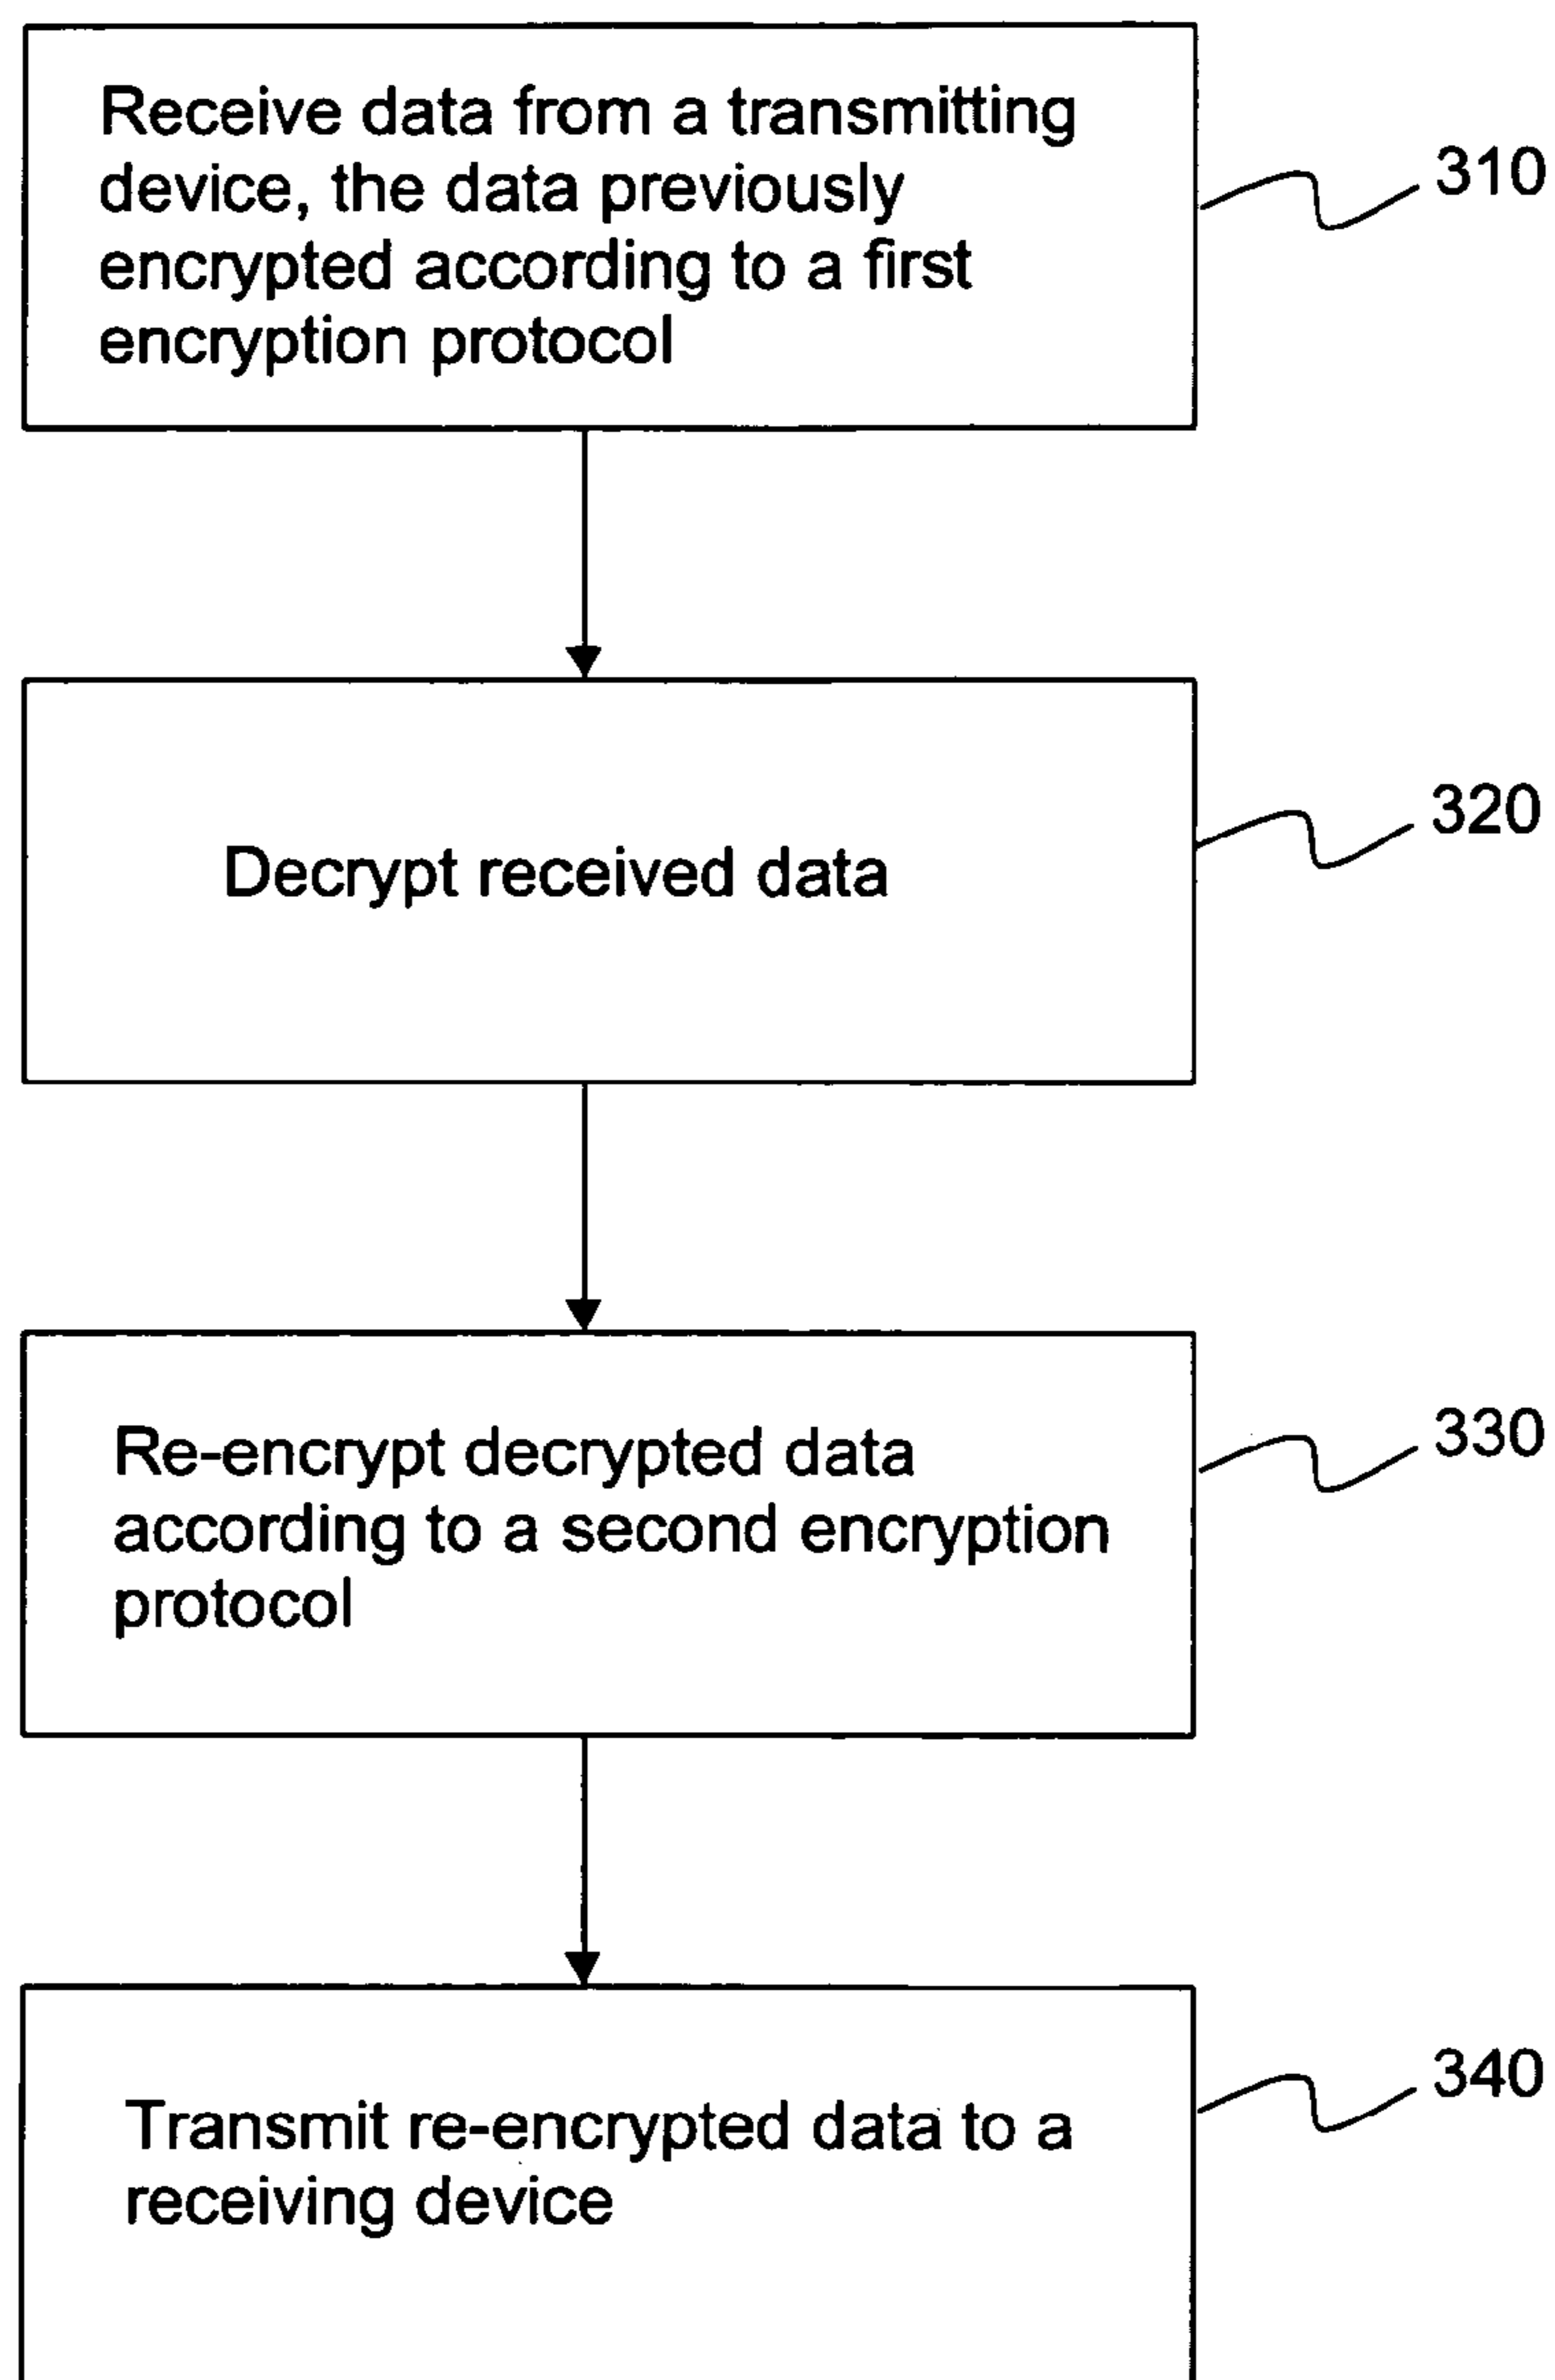 Receive data from a transmitting
device, the data previously
encrypted according to a first
encryption protocol
310
Decrypt received data
320
Re-encrypt decrypted data
according to a second encryption
protocol
330
Transmit re-encrypted data to a
receiving device
340